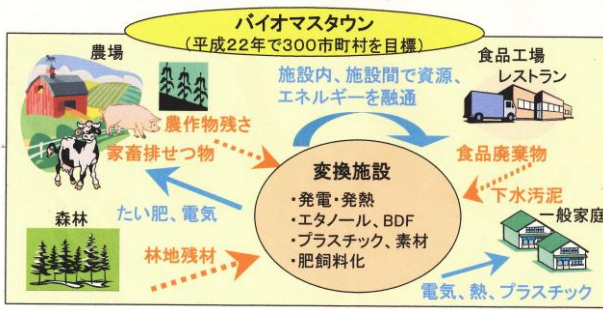 バイオマスタウン
(平成22年で300市町村を目標)
農場
食品工場
レストラン
施設内、施設間で資源、
エネルギーを融通
農作物残さ
家畜排せつ物
食品廃棄物
変換施設
・発電・発熱
・エタノール、BDF
・プラスチック、素材
・肥飼料化
下水汚泥
たい肥、電気
一般家庭
森林
林地残材
電気、熱、プラスチック